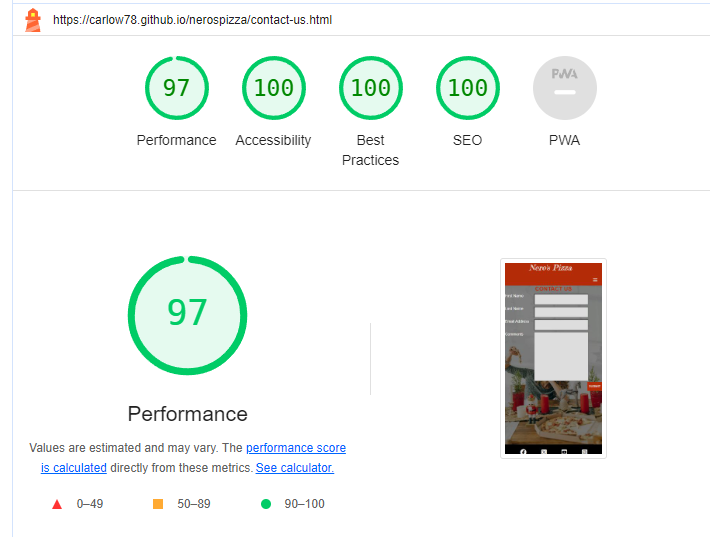 https://carlow78.github.io/nerospizza/contact-us.html
97
100
100
100
PWA
Performance
Accessibility
Best
Practices
SEO
PWA
97
Performance
Values are estimated and may vary. The performance score
is calculated directly from these metrics. See calculator.
0–49
50–89
90–100
Nero's Pizza
CONTACT US
First Name
Last Name
Email Address
Comments